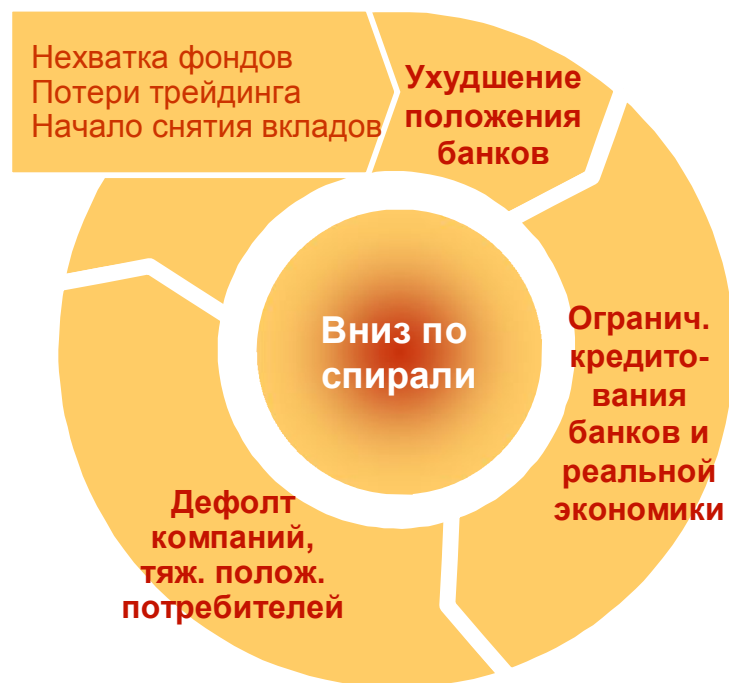 Нехватка фондов
Потери трейдинга
Начало снятия вкладов
Ухудшение
положения
банков
Огранич.
кредито-
вания
банков и
реальной
экономики
Дефолт
компаний,
тяж. полож.
потребителей
Вниз по
спирали